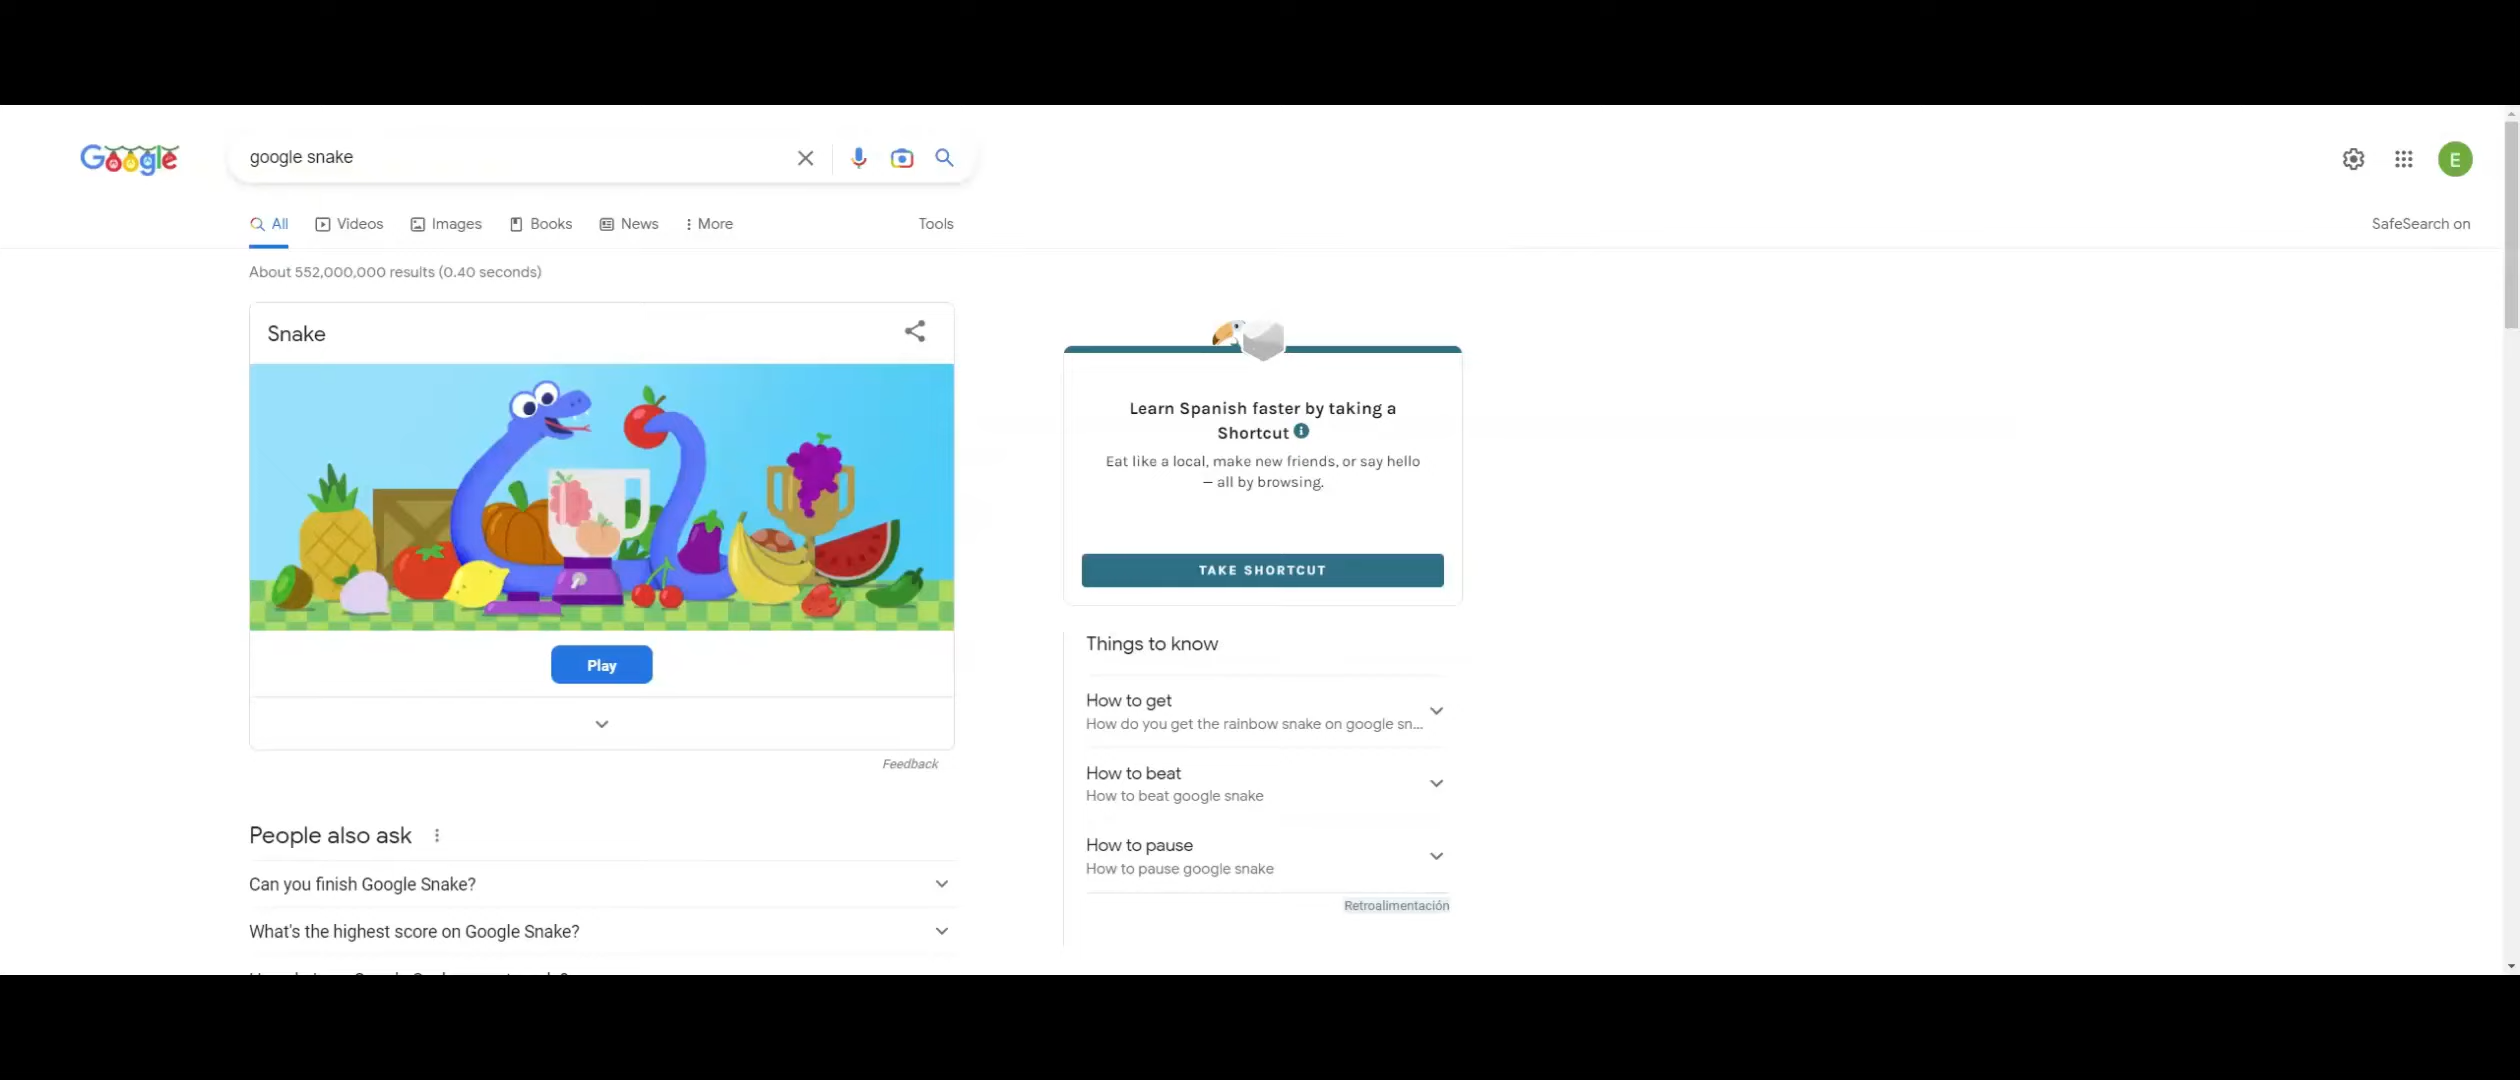 Google
google snake
All
Videos
Images
Books
News
More
Tools
SafeSearch on
About 552,000,000 results (0.40 seconds)
Snake
Play
Feedback
People also ask
Can you finish Google Snake?
What's the highest score on Google Snake?
Learn Spanish faster by taking a
Shortcut
Eat like a local, make new friends, or say hello
– all by browsing.
TAKE SHORTCUT
Things to know
How to get
How do you get the rainbow snake on google sn...
How to beat
How to beat google snake
How to pause
How to pause google snake
Retroalimentación
E